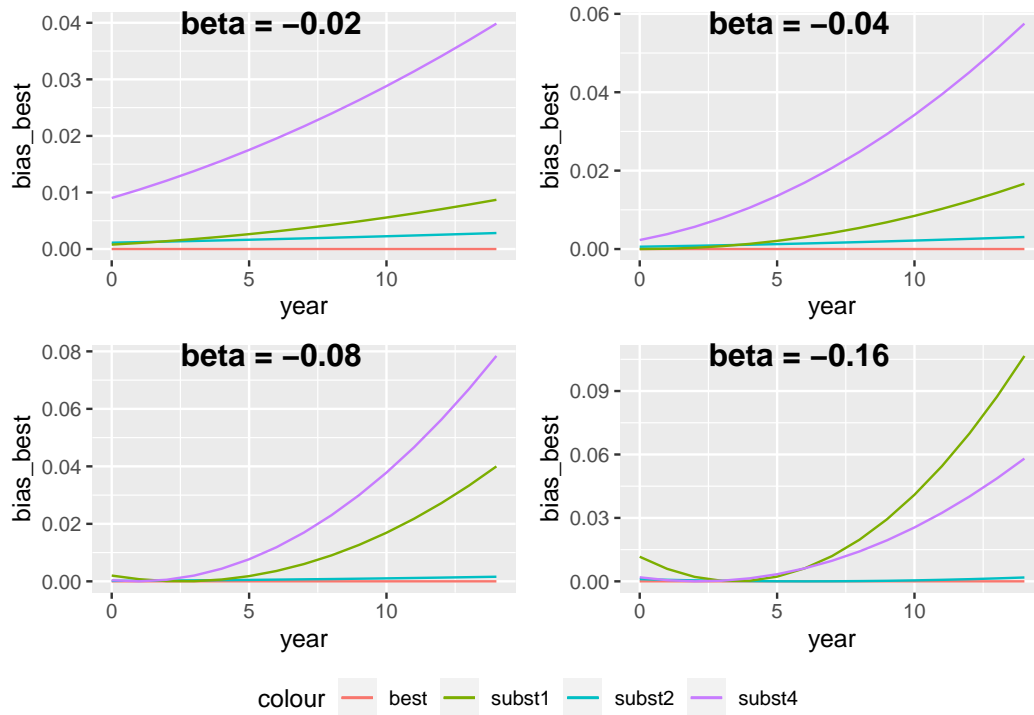 beta = −0.02
0.04
0.03
0.02
0.01
0.00
bias_best
0
5
10
year
beta = −0.04
0.06
0.04
0.02
0.00
bias_best
0
5
10
year
beta = −0.08
0.08
0.06
0.04
0.02
0.00
bias_best
0
5
10
year
beta = −0.16
0.09
0.06
0.03
0.00
bias_best
0
5
10
year
colour best subst1 subst2 subst4